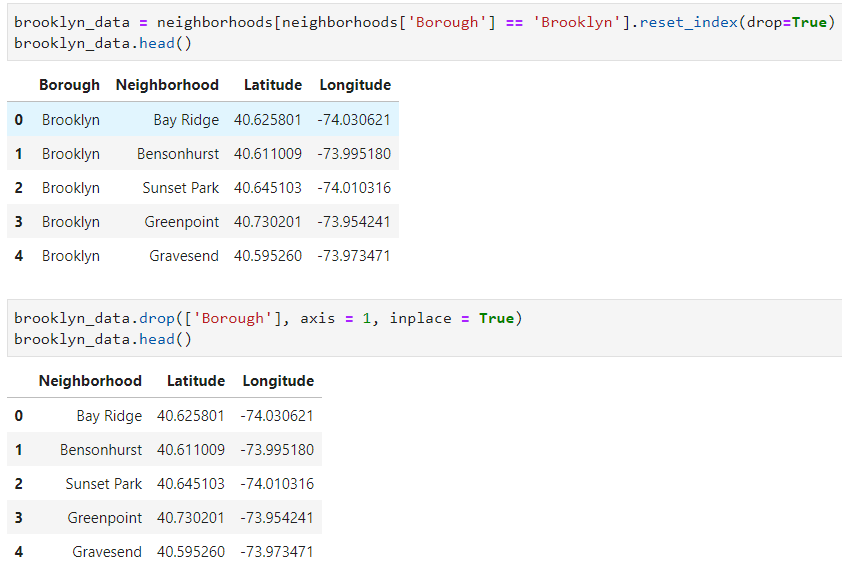 brooklyn_data = neighborhoods[neighborhoods['Borough'] == 'Brooklyn'].reset_index(drop=True)
brooklyn_data.head()
Borough Neighborhood Latitude Longitude
0 Brooklyn Bay Ridge 40.625801 -74.030621
1 Brooklyn Bensonhurst 40.611009 -73.995180
2 Brooklyn Sunset Park 40.645103 -74.010316
3 Brooklyn Greenpoint 40.730201 -73.954241
4 Brooklyn Gravesend 40.595260 -73.973471
brooklyn_data.drop(['Borough'], axis = 1, inplace = True)
brooklyn_data.head()
Neighborhood Latitude Longitude
0 Bay Ridge 40.625801 -74.030621
1 Bensonhurst 40.611009 -73.995180
2 Sunset Park 40.645103 -74.010316
3 Greenpoint 40.730201 -73.954241
4 Gravesend 40.595260 -73.973471